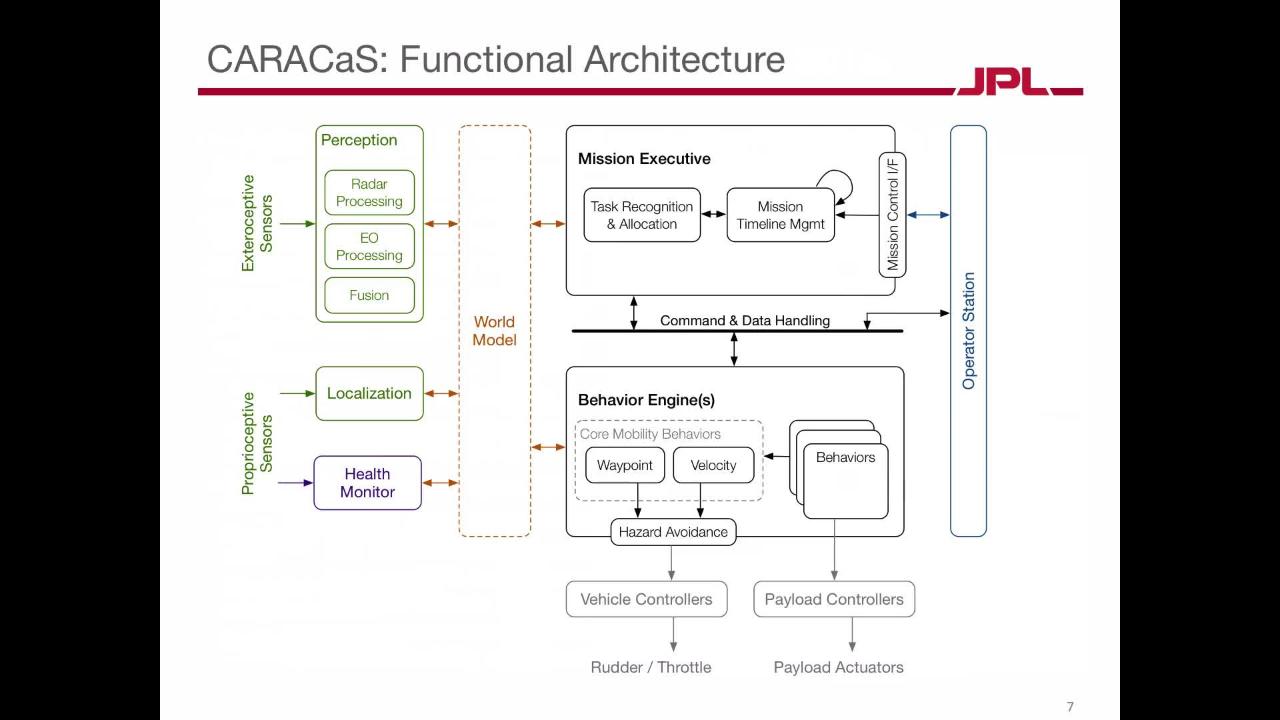 CARACaS: Functional Architecture
JPL
Exteroceptive
Sensors
Perception
Radar
Processing
EO
Processing
Fusion
Proprioceptive
Sensors
Localization
Health
Monitor
World
Model
Mission Executive
Task Recognition
& Allocation
Mission
Timeline Mgmt
Mission Control I/F
Command & Data Handling
Behavior Engine(s)
Core Mobility Behaviors
Waypoint
Velocity
Behaviors
Hazard Avoidance
Vehicle Controllers
Payload Controllers
Rudder / Throttle
Payload Actuators
Operator Station
7